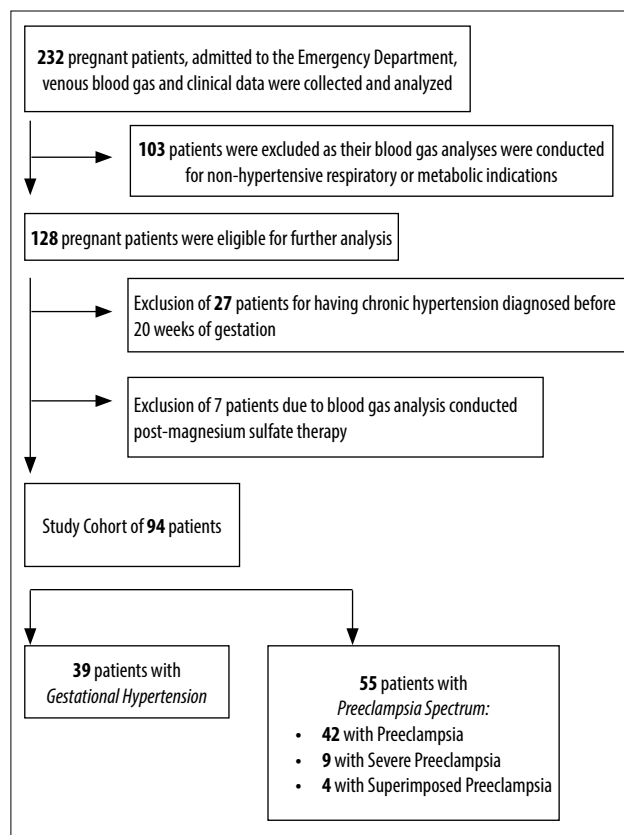 232 pregnant patients, admitted to the Emergency Department,
venous blood gas and clinical data were collected and analyzed
103 patients were excluded as their blood gas analyses were conducted
for non-hypertensive respiratory or metabolic indications
128 pregnant patients were eligible for further analysis
Exclusion of 27 patients for having chronic hypertension diagnosed before
20 weeks of gestation
Exclusion of 7 patients due to blood gas analysis conducted
post-magnesium sulfate therapy
Study Cohort of 94 patients
39 patients with
Gestational Hypertension
55 patients with
Preeclampsia Spectrum:
• 42 with Preeclampsia
• 9 with Severe Preeclampsia
• 4 with Superimposed Preeclampsia